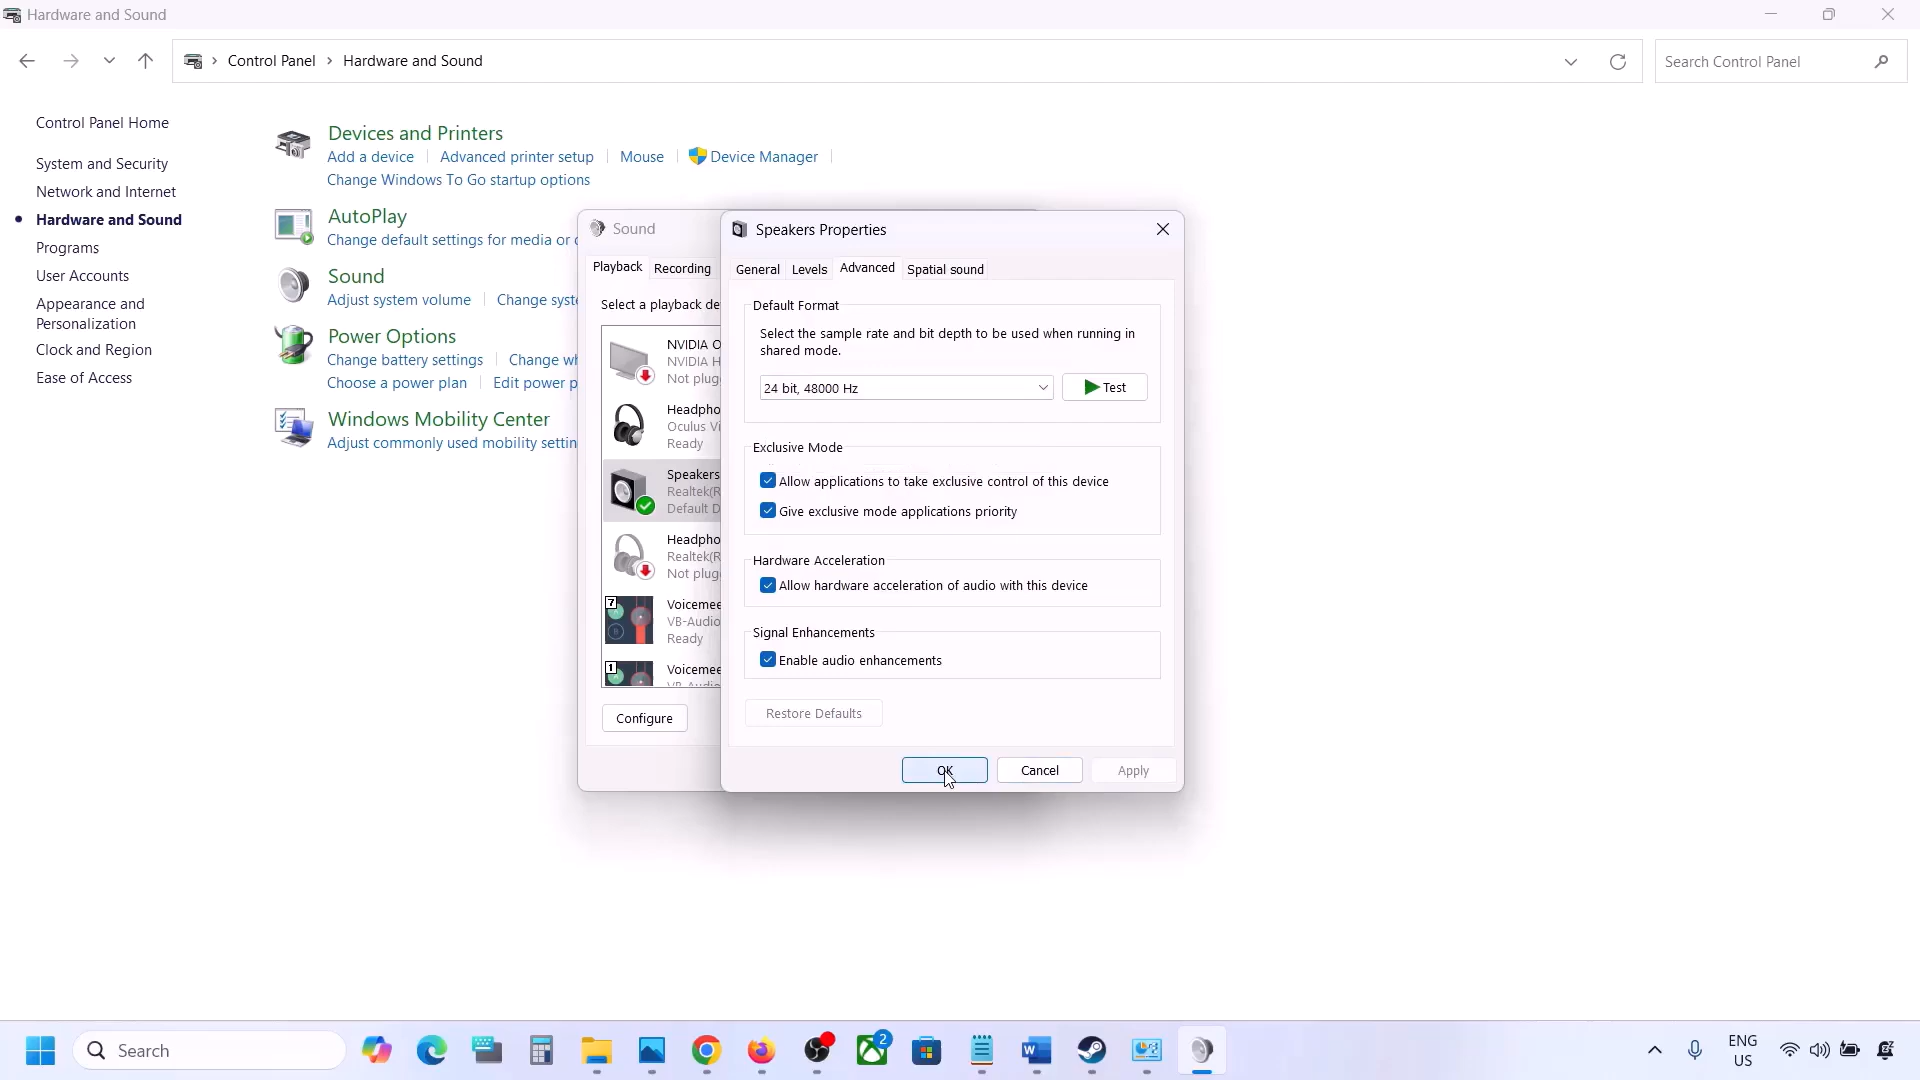 Hardware and Sound
Control Panel
Hardware and Sound
Search Control Panel
Control Panel Home
System and Security
Network and Internet
Hardware and Sound
Programs
User Accounts
Appearance and
Personalization
Clock and Region
Ease of Access
Devices and Printers
Add a device
Advanced printer setup
Mouse
Device Manager
Change Windows To Go startup options
AutoPlay
Change default settings for media or
Sound
Adjust system volume
Change syste
Power Options
Change battery settings
Change wh
Choose a power plan
Edit power p
Windows Mobility Center
Adjust commonly used mobility settin
Sound
Playback
Recording
Select a playback de
NVIDIA O
NVIDIA H
Not plugg
Headpho
Oculus Vi
Ready
Speakers
Realtek(R
Default D
Headpho
Realtek(R
Not plugg
7
Voicemee
VB-Audio
Ready
1
Voicemee
Configure
Speakers Properties
General
Levels
Advanced
Spatial sound
Default Format
Select the sample rate and bit depth to be used when running in
shared mode.
24 bit, 48000 Hz
Test
Exclusive Mode
Allow applications to take exclusive control of this device
Give exclusive mode applications priority
Hardware Acceleration
Allow hardware acceleration of audio with this device
Signal Enhancements
Enable audio enhancements
Restore Defaults
OK
Cancel
Apply
Search
2
ENG
US